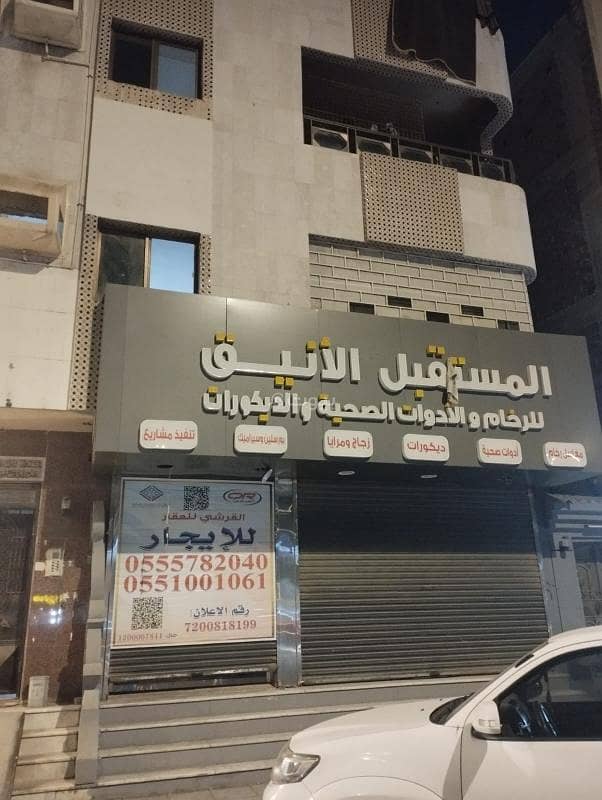 المستقبل الأنيق
للرخام و الأدوات الصحية والديكورات
مغاسل رخام
أدوات صحية
ديكورات
زجاج ومرايا
بورسلين وسيراميك
تنفيذ مشاريع
القرشي للعقار
للإيجار
0555782040
0551001061
رقم الاعلان:
7200818199
1200007811